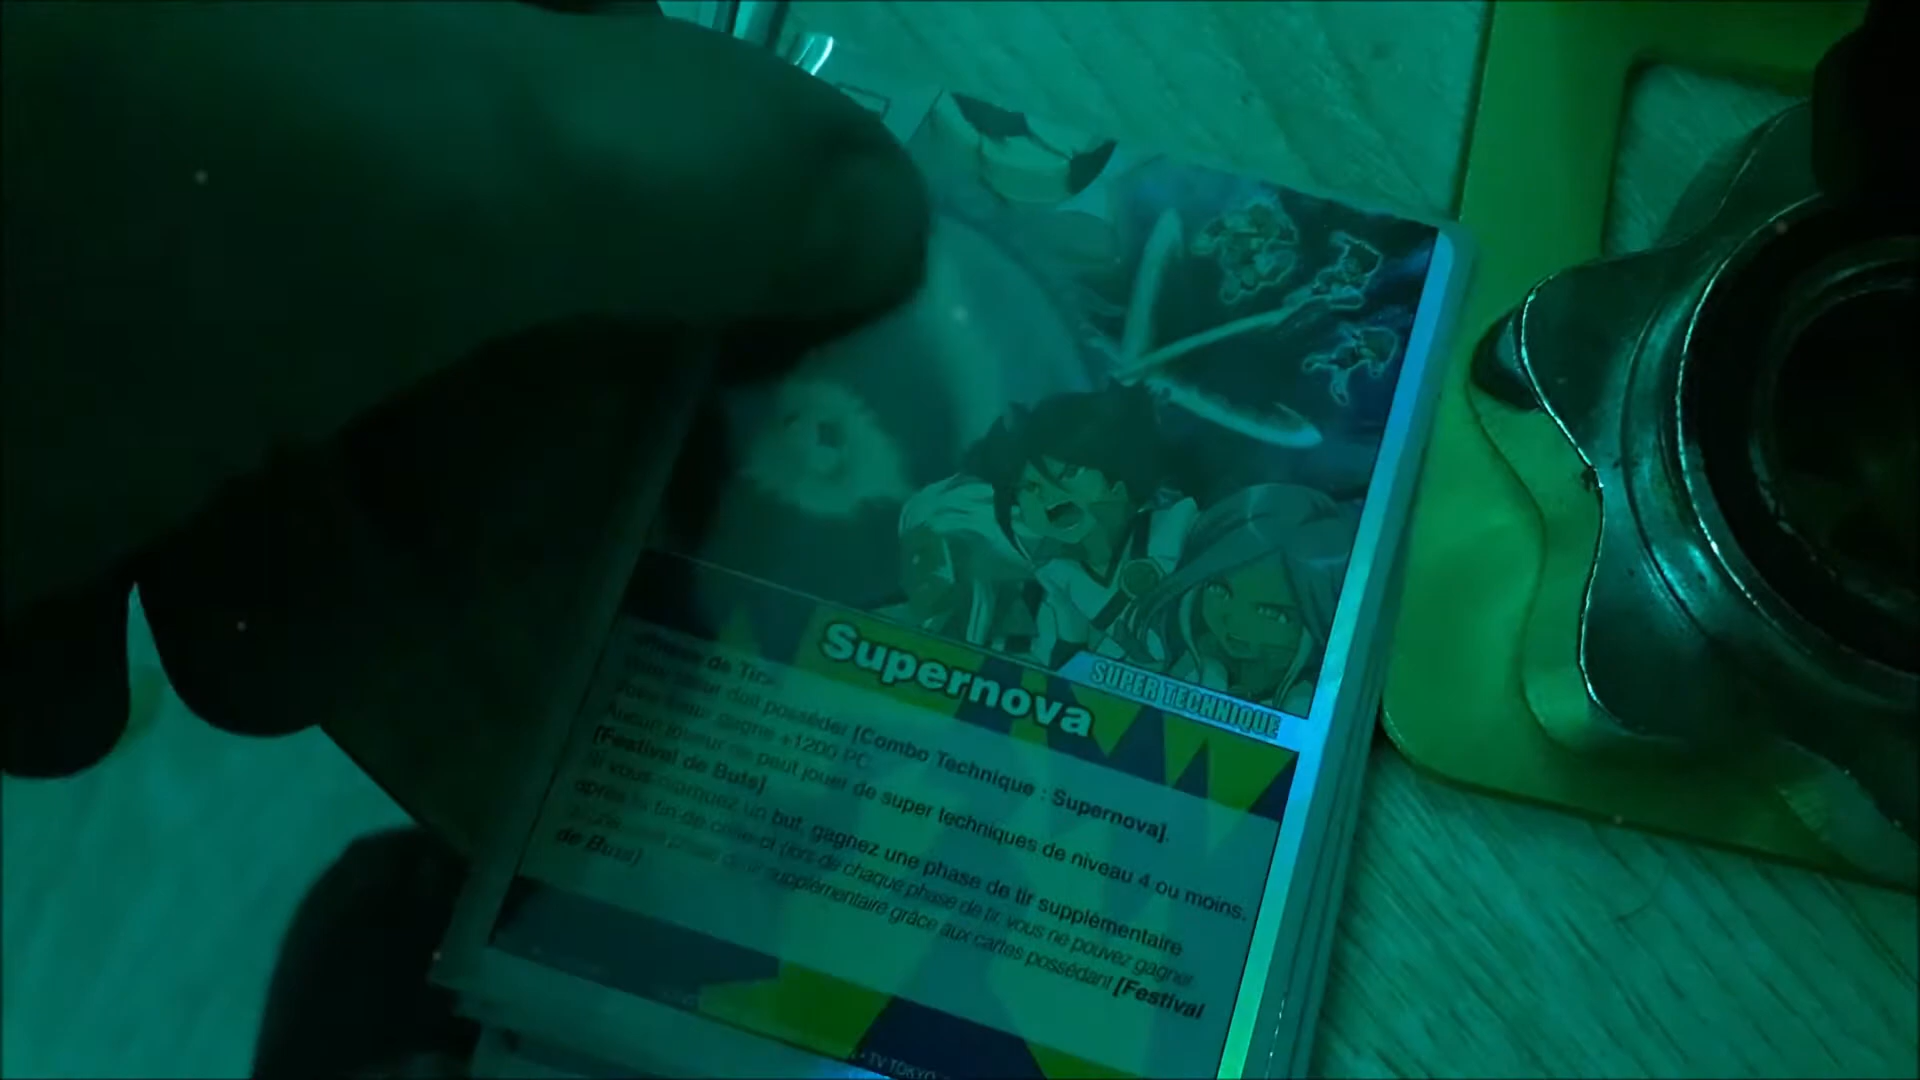 Supernova
SUPER TECHNIQUE
de Tir
doit posséder [Combo Technique : Supernova].
gagne +1200 PC.
Aucun joueur ne peut jouer de super techniques de niveau 4 ou moins.
[Festival de Buts]
si vous marquez un but, gagnez une phase de tir supplémentaire
après la fin de celle-ci (lors de chaque phase de tir, vous ne pouvez gagner
phase de tir supplémentaire grâce aux cartes possédant [Festival
de Buts]
TV TOKYO